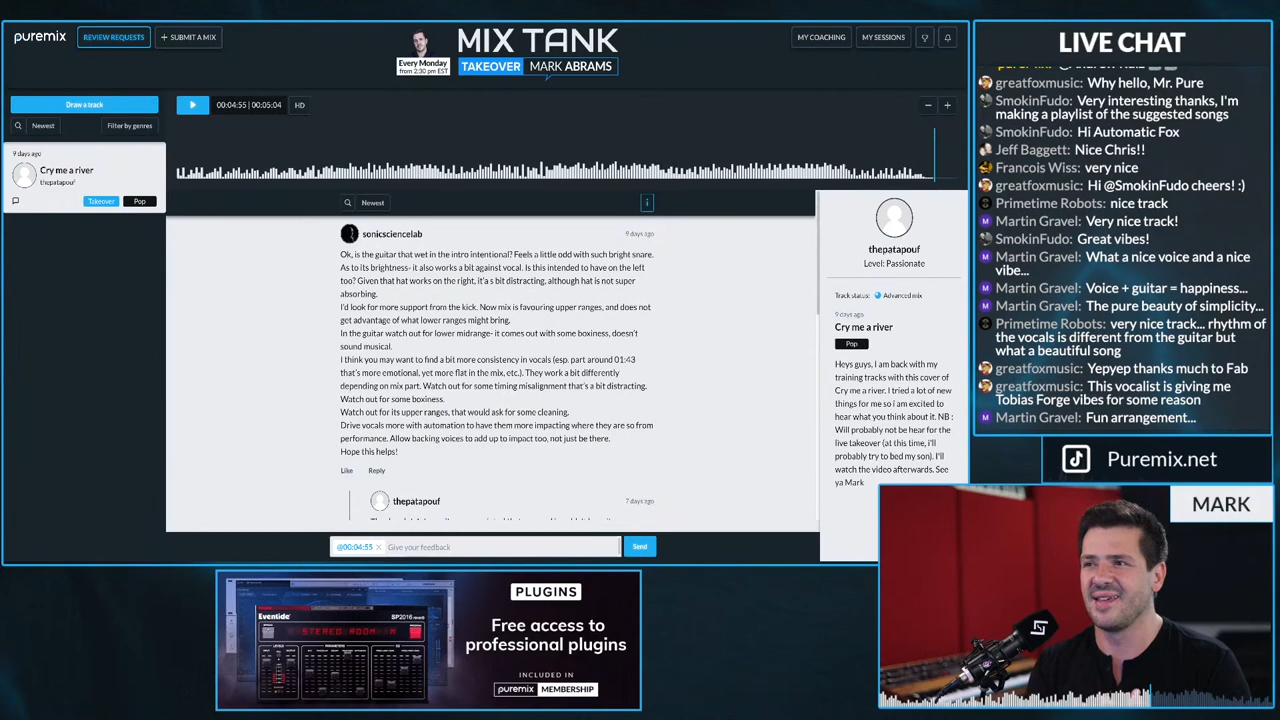 puremix
REVIEW REQUESTS
+ SUBMIT A MIX
Every Monday
from 2:30 pm EST
MIX TANK
TAKEOVER MARK ABRAMS
MY COACHING
MY SESSIONS
Draw a track
Newest
Filter by genres
9 days ago
Cry me a river
thepatapouf
Takeover
Pop
00:04:55 | 00:05:04
HD
Newest
i
sonicsciencelab
9 days ago
Ok, is the guitar that wet in the intro intentional? Feels a little odd with such bright snare.
As to its brightness- it also works a bit against vocal. Is this intended to have on the left
too? Given that hat works on the right, it'a s bit distracting, although hat is not super
absorbing.
I'd look for more support from the kick. Now mix is favouring upper ranges, and does not
get advantage of what lower ranges might bring.
In the guitar watch out for lower midrange- it comes out with some boxiness, doesn't
sound musical.
I think you may want to find a bit more consistency in vocals (esp. part around 01:43
that's more emotional, yet more flat in the mix, etc.). They work a bit differently
depending on mix part. Watch out for some timing misalignment that's a bit distracting.
Watch out for some boxiness.
Watch out for its upper ranges, that would ask for some cleaning.
Drive vocals more with automation to have them more impacting where they are so from
performance. Allow backing voices to add up to impact too, not just be there.
Hope this helps!
Like Reply
thepatapouf
7 days ago
@00:04:55 ×
Give your feedback
Send
thepatapouf
Level: Passionate
Track status: Advanced mix
9 days ago
Cry me a river
Pop
Heys guys, I am back with my
training tracks with this cover of
Cry me a river. I tried a lot of new
things for me so i am excited to
hear what you think about it. NB :
Will probably not be hear for the
live takeover (at this time, i'll
probably try to bed my son). I'll
watch the video afterwards. See
ya Mark
LIVE CHAT
greatfoxmusic: Why hello, Mr. Pure
SmokinFudo: Very interesting thanks, I'm
making a playlist of the suggested songs
SmokinFudo: Hi Automatic Fox
Jeff Baggett: Nice Chris!!
Francois Wiss: very nice
greatfoxmusic: Hi @SmokinFudo cheers! :)
Primetime Robots: nice track
Martin Gravel: Very nice track!
SmokinFudo: Great vibes!
Martin Gravel: What a nice voice and a nice
vibe...
Martin Gravel: Voice + guitar = happiness...
Martin Gravel: The pure beauty of simplicity...
Primetime Robots: very nice track... rhythm of
the vocals is different from the guitar but
what a beautiful song
greatfoxmusic: Yepyep thanks much to Fab
greatfoxmusic: This vocalist is giving me
Tobias Forge vibes for some reason
Martin Gravel: Fun arrangement...
Puremix.net
MARK
Eventide
SP2016 reverb
STEREO ROOM M
PLUGINS
Free access to
professional plugins
INCLUDED IN
puremix MEMBERSHIP